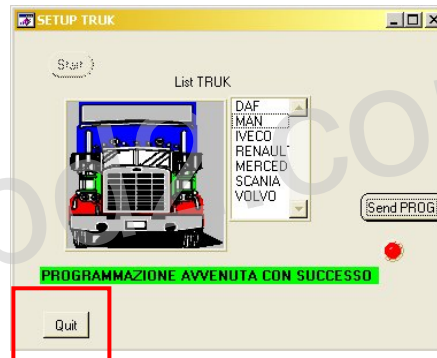 SETUP TRUK
Start
List TRUK
DAF
MAN
IVECO
RENAULT
MERCED
SCANIA
VOLVO
Send PROG
PROGRAMMAZIONE AVVENUTA CON SUCCESSO
Quit